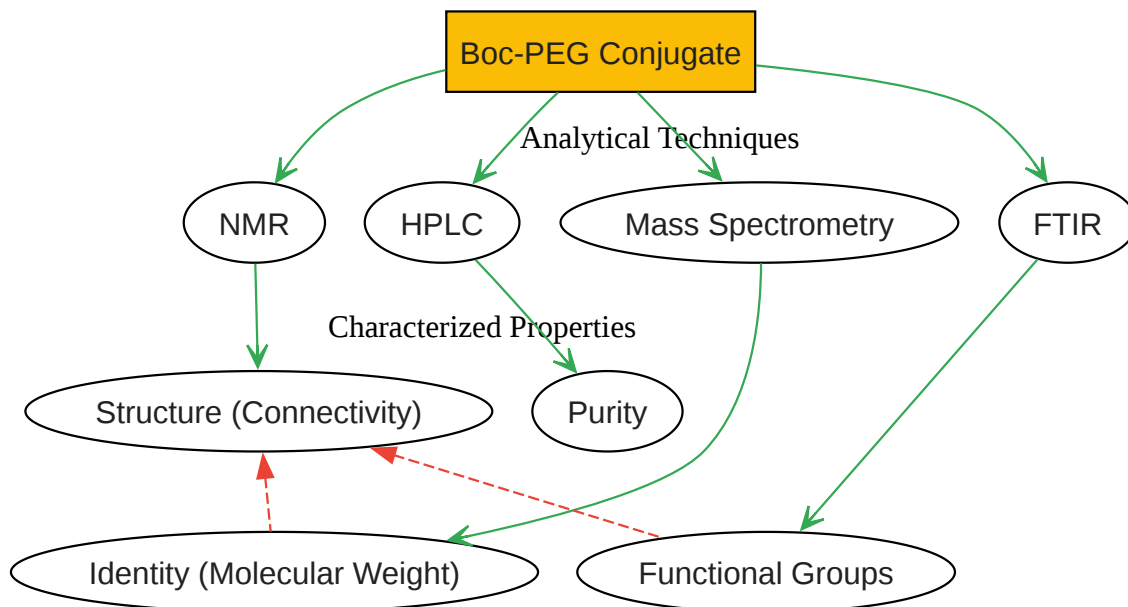 Boc-PEG Conjugate
Analytical Techniques
NMR
HPLC
Mass Spectrometry
FTIR
Characterized Properties
Structure (Connectivity)
Purity
Identity (Molecular Weight)
Functional Groups